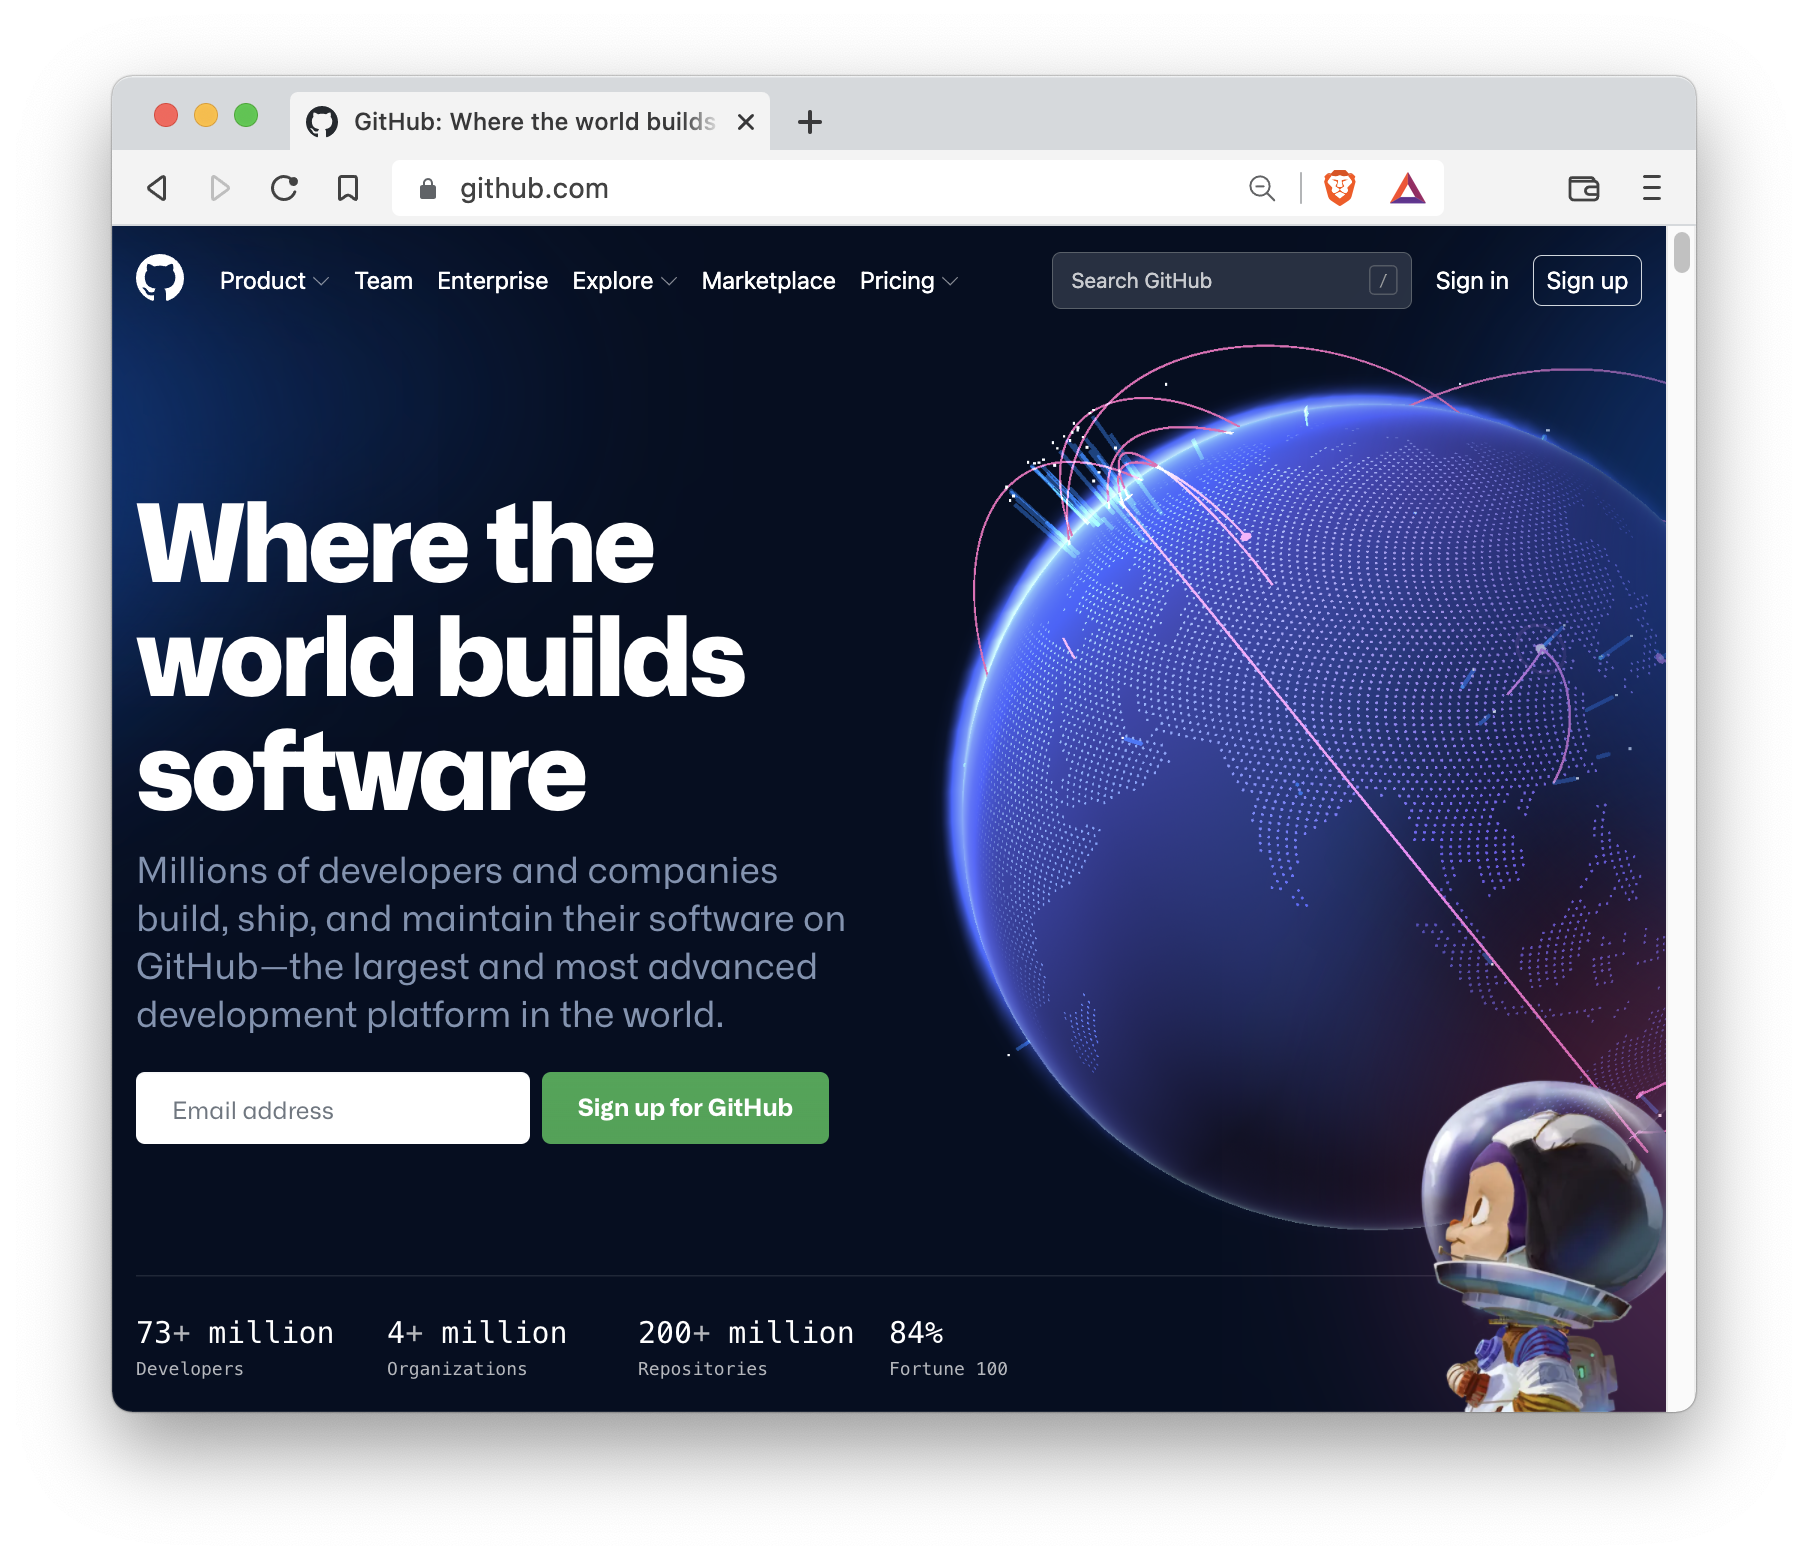 GitHub: Where the world builds
github.com
Product Team Enterprise Explore Marketplace Pricing Search GitHub / Sign in Sign up
Where the
world builds
software
Millions of developers and companies
build, ship, and maintain their software on
GitHub—the largest and most advanced
development platform in the world.
Email address Sign up for GitHub
73+ million 4+ million 200+ million 84%
Developers Organizations Repositories Fortune 100